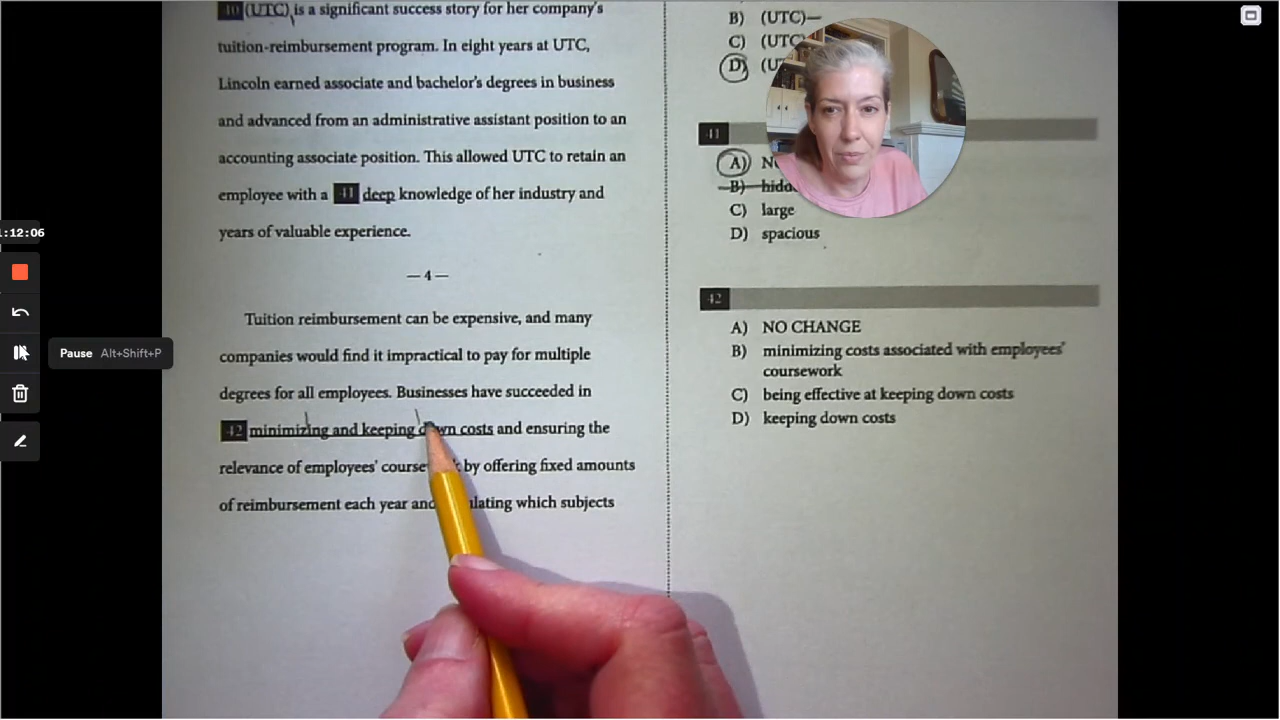 40 (UTC), is a significant success story for her company's
tuition-reimbursement program. In eight years at UTC,
Lincoln earned associate and bachelor's degrees in business
and advanced from an administrative assistant position to an
accounting associate position. This allowed UTC to retain an
employee with a 41 deep knowledge of her industry and
years of valuable experience.
— 4 —
Tuition reimbursement can be expensive, and many
companies would find it impractical to pay for multiple
degrees for all employees. Businesses have succeeded in
42 minimizing and keeping down costs and ensuring the
relevance of employees' by offering fixed amounts
of reimbursement each year and which subjects
B) (UTC)—
C) (UTC
D)
41
A)
B)
C) large
D) spacious
42
A) NO CHANGE
B) minimizing costs associated with employees'
coursework
C) being effective at keeping down costs
D) keeping down costs
1:12:06
Pause Alt+Shift+P